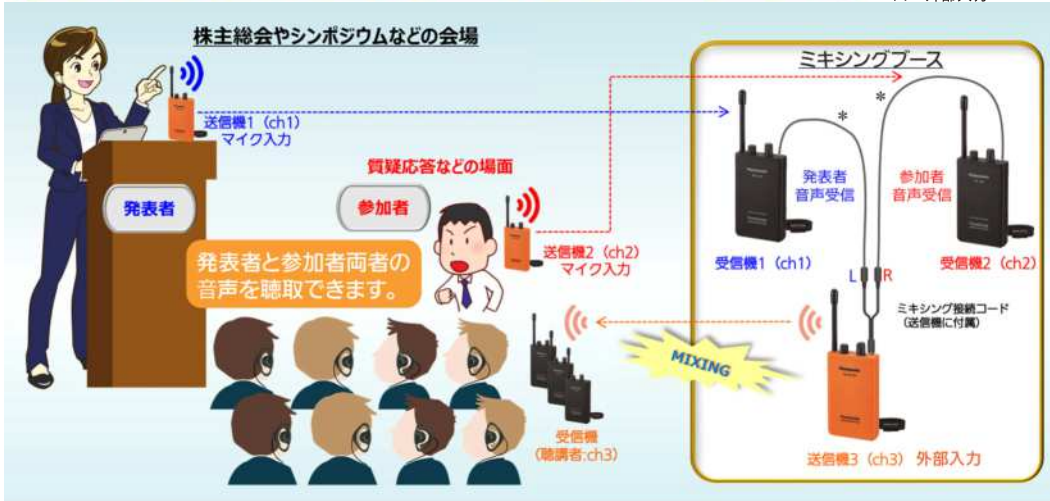 株主総会やシンポジウムなどの会場
送信機1(ch1)
マイク入力
発表者
質疑応答などの場面
参加者
送信機2(ch2)
マイク入力
発表者と参加者両者の
音声を聴取できます。
受信機
(聴講者:ch3)
MIXING
ミキシングブース
*
*
発表者
音声受信
参加者
音声受信
受信機1(ch1)
受信機2(ch2)
L
R
ミキシング接続コード
(送信機に付属)
送信機3(ch3) 外部入力